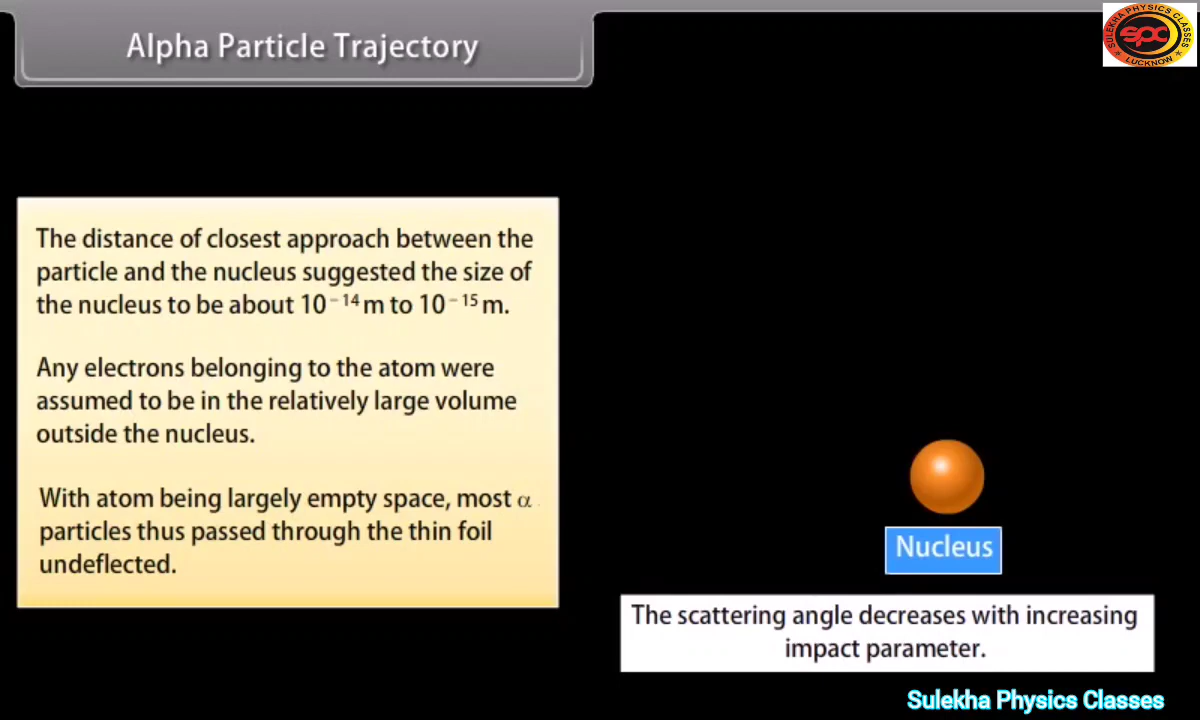 Alpha Particle Trajectory
SULEKHA PHYSICS CLASSES
spc
LUCKNOW
The distance of closest approach between the
particle and the nucleus suggested the size of
the nucleus to be about 10⁻¹⁴ m to 10⁻¹⁵ m.
Any electrons belonging to the atom were
assumed to be in the relatively large volume
outside the nucleus.
With atom being largely empty space, most α
particles thus passed through the thin foil
undeflected.
Nucleus
The scattering angle decreases with increasing
impact parameter.
Sulekha Physics Classes